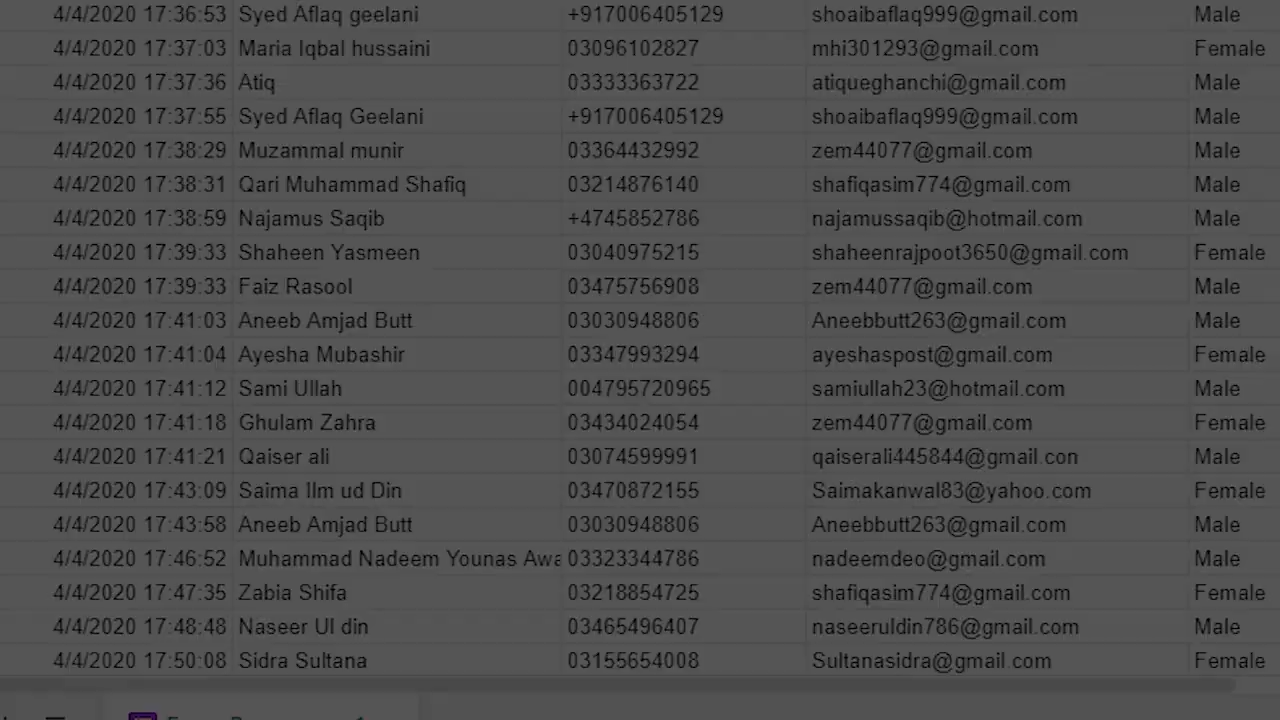 4/4/2020 17:36:53 Syed Aflaq geelani +917006405129 shoaibaflaq999@gmail.com Male
4/4/2020 17:37:03 Maria Iqbal hussaini 03096102827 mhi301293@gmail.com Female
4/4/2020 17:37:36 Atiq 03333363722 atiqueghanchi@gmail.com Male
4/4/2020 17:37:55 Syed Aflaq Geelani +917006405129 shoaibaflaq999@gmail.com Male
4/4/2020 17:38:29 Muzammal munir 03364432992 zem44077@gmail.com Male
4/4/2020 17:38:31 Qari Muhammad Shafiq 03214876140 shafiqasim774@gmail.com Male
4/4/2020 17:38:59 Najamus Saqib +4745852786 najamussaqib@hotmail.com Male
4/4/2020 17:39:33 Shaheen Yasmeen 03040975215 shaheenrajpoot3650@gmail.com Female
4/4/2020 17:39:33 Faiz Rasool 03475756908 zem44077@gmail.com Male
4/4/2020 17:41:03 Aneeb Amjad Butt 03030948806 Aneebbutt263@gmail.com Male
4/4/2020 17:41:04 Ayesha Mubashir 03347993294 ayeshaspost@gmail.com Female
4/4/2020 17:41:12 Sami Ullah 004795720965 samiullah23@hotmail.com Male
4/4/2020 17:41:18 Ghulam Zahra 03434024054 zem44077@gmail.com Female
4/4/2020 17:41:21 Qaiser ali 03074599991 qaiserali445844@gmail.con Male
4/4/2020 17:43:09 Saima Ilm ud Din 03470872155 Saimakanwal83@yahoo.com Female
4/4/2020 17:43:58 Aneeb Amjad Butt 03030948806 Aneebbutt263@gmail.com Male
4/4/2020 17:46:52 Muhammad Nadeem Younas Awa 03323344786 nadeemdeo@gmail.com Male
4/4/2020 17:47:35 Zabia Shifa 03218854725 shafiqasim774@gmail.com Female
4/4/2020 17:48:48 Naseer Ul din 03465496407 naseeruldin786@gmail.com Male
4/4/2020 17:50:08 Sidra Sultana 03155654008 Sultanasidra@gmail.com Female